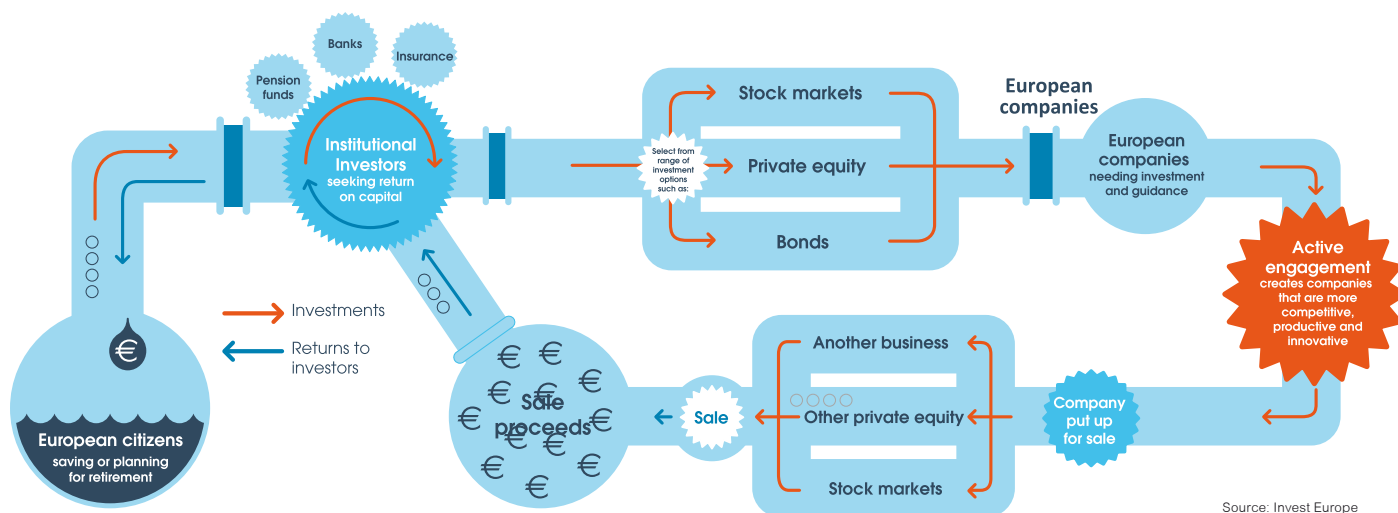 Banks
Insurance
Pension
funds
Institutional
Investors
seeking return
on capital
Select from
range of
investment
options
such as:
Stock markets
Private equity
Bonds
European
companies
European
companies
needing investment
and guidance
Active
engagement
creates companies
that are more
competitive,
productive and
innovative
Investments
Returns to
investors
€
European citizens
saving or planning
for retirement
€ €
€
€ €
Sale
€ €
proceeds
€ €
€
€ €
€
Sale
Another business
Other private equity
Stock markets
Company
put up
for sale
Source: Invest Europe